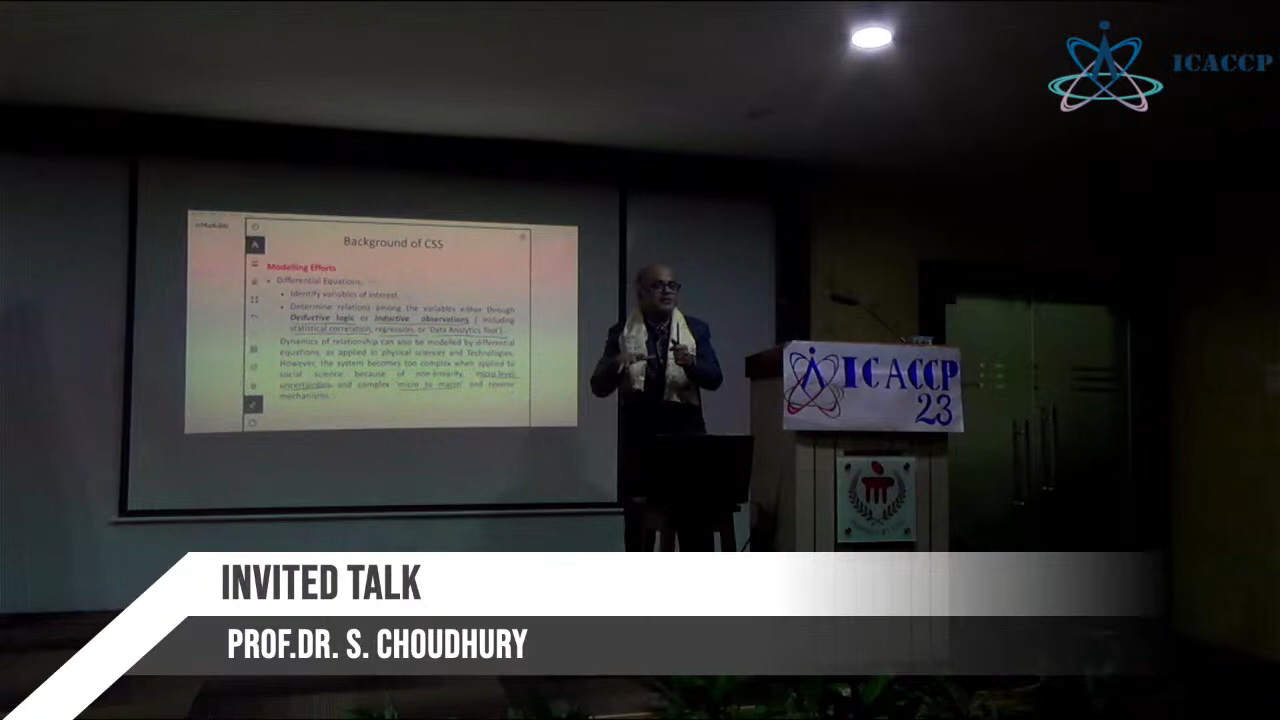 ICACCP
Background of CSS
Modelling Efforts
• Differential Equations,
• Identify variables of interest.
• Determine relations among the variables either through
Deductive logic or Inductive observations ( including
statistical correlation, regression, or 'Data Analytics Tool').
Dynamics of relationship can also be modelled by differential
equations, as applied in physical sciences and Technologies.
However, the system becomes too complex when applied to
social science because of non-linearity, micro level
uncertainties and complex 'micro to macro' and reverse
mechanisms.
ICACCP
23
INVITED TALK
PROF.DR. S. CHOUDHURY